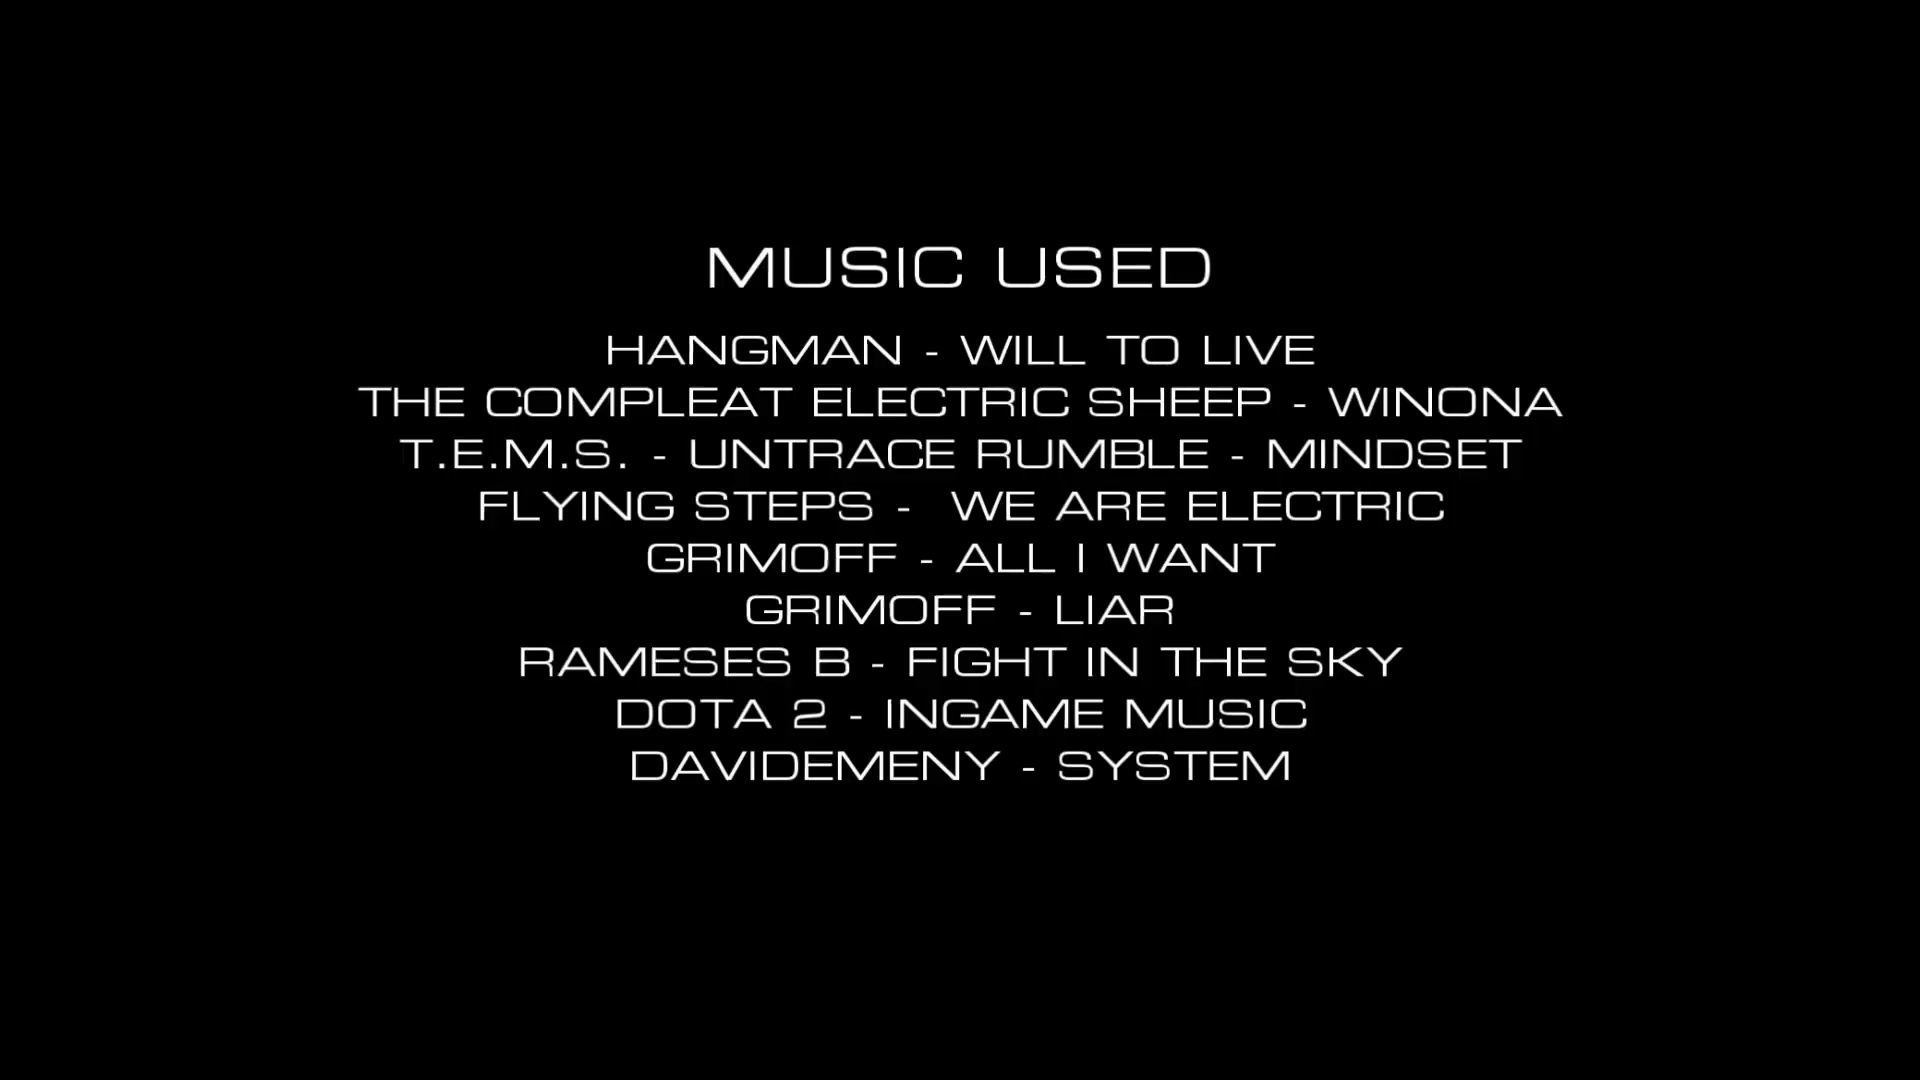 MUSIC USED
HANGMAN - WILL TO LIVE
THE COMPLEAT ELECTRIC SHEEP - WINONA
T.E.M.S. - UNTRACE RUMBLE - MINDSET
FLYING STEPS -  WE ARE ELECTRIC
GRIMOFF - ALL I WANT
GRIMOFF - LIAR
RAMESES B - FIGHT IN THE SKY
DOTA 2 - INGAME MUSIC
DAVIDEMENY - SYSTEM